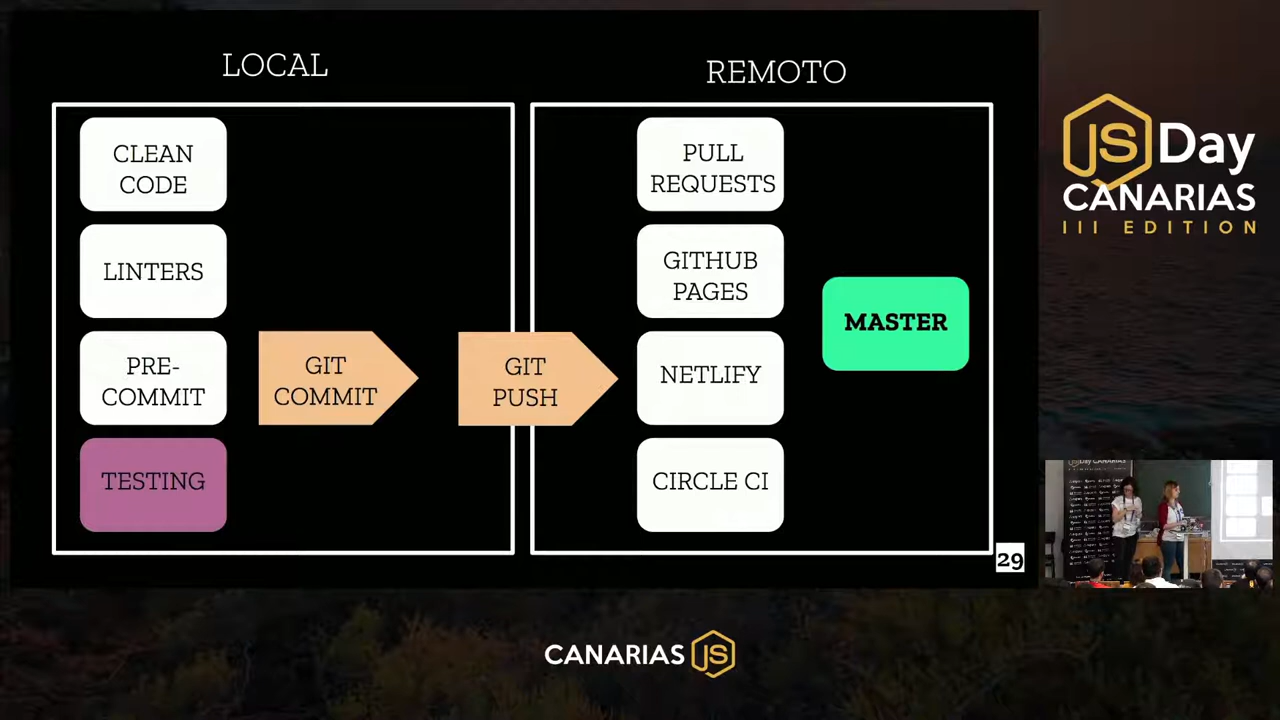 LOCAL
REMOTO
CLEAN
CODE
LINTERS
PRE-
COMMIT
TESTING
GIT
COMMIT
GIT
PUSH
PULL
REQUESTS
GITHUB
PAGES
NETLIFY
CIRCLE CI
MASTER
29
JS Day
CANARIAS
III EDITION
CANARIAS JS